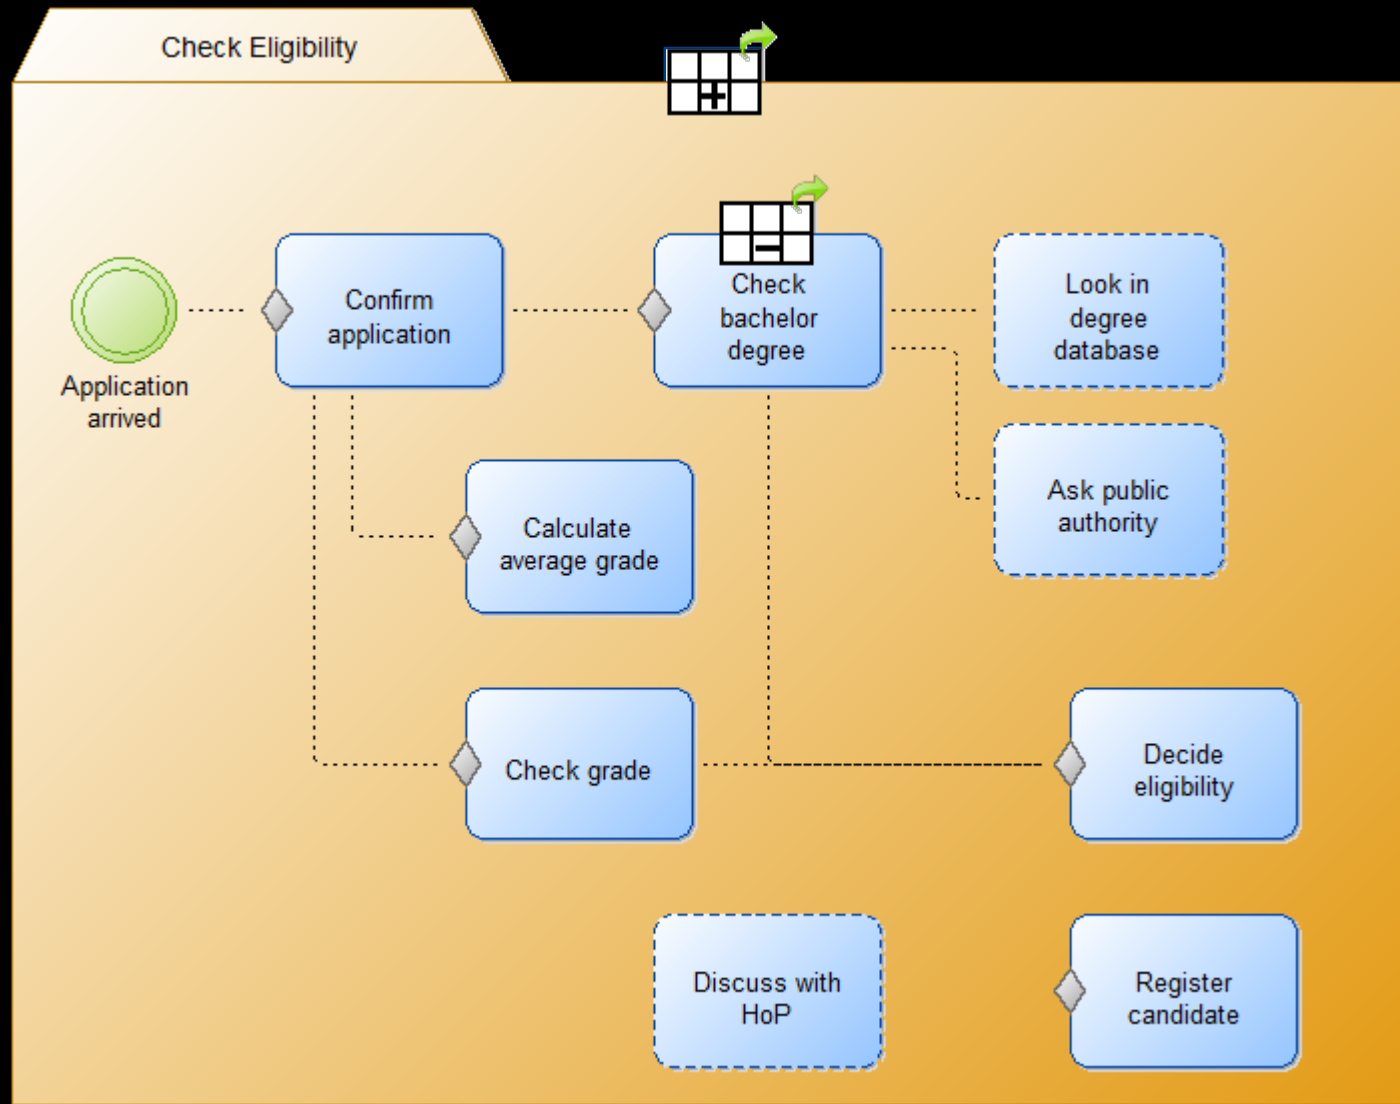 Check Eligibility
Application
arrived
Confirm
application
Check
bachelor
degree
Look in
degree
database
Ask public
authority
Calculate
average grade
Check grade
Decide
eligibility
Discuss with
HoP
Register
candidate